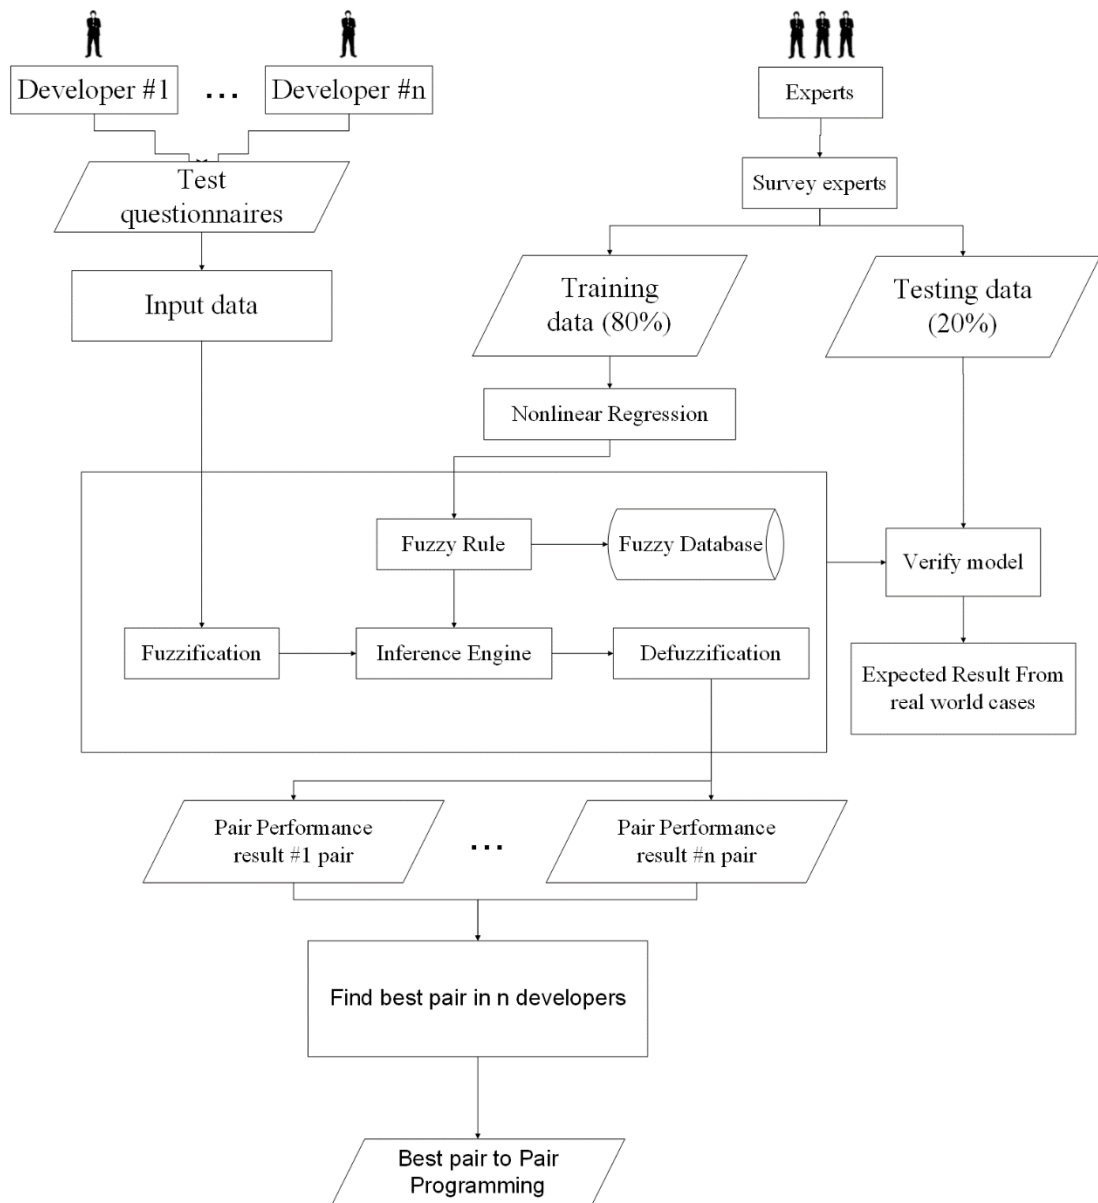 Developer #1
...
Developer #n
Experts
Test
questionnaires
Survey experts
Input data
Training
data (80%)
Testing data
(20%)
Nonlinear Regression
Fuzzy Rule
Fuzzy Database
Verify model
Fuzzification
Inference Engine
Defuzzification
Expected Result From
real world cases
Pair Performance
result #1 pair
...
Pair Performance
result #n pair
Find best pair in n developers
Best pair to Pair
Programming